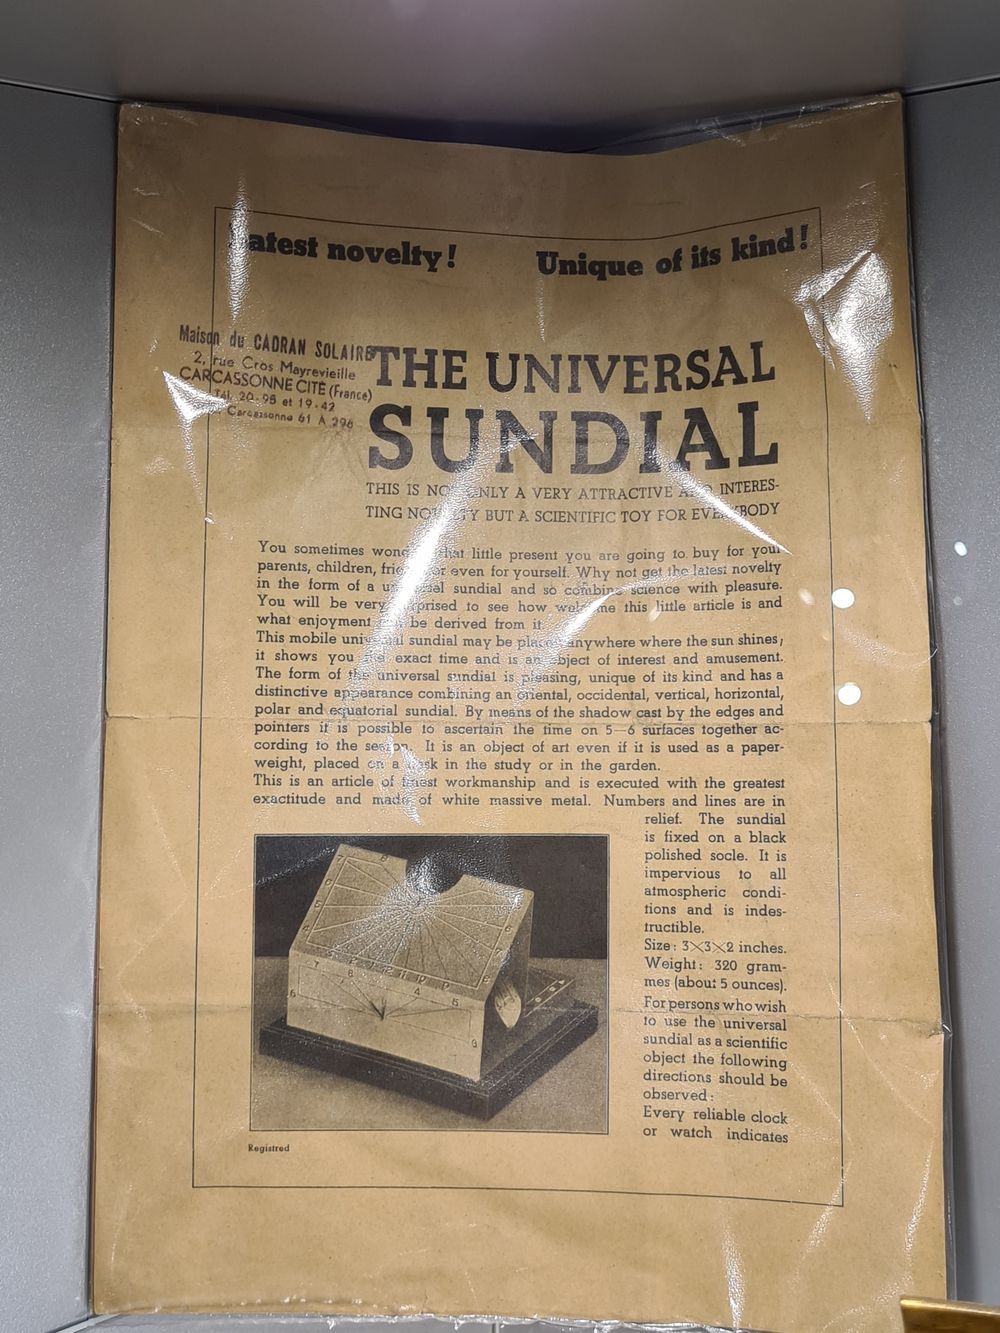 Latest novelty! Unique of its kind!
Maison du CADRAN SOLAIRE
2, rue Cros Mayrevieille
CARCASSONNE CITÉ (France)
Tél. 20-95 et 19-42
Carcassonne 61 A 296
THE UNIVERSAL
SUNDIAL
THIS IS NOT ONLY A VERY ATTRACTIVE AND INTERES-
TING NOVELTY BUT A SCIENTIFIC TOY FOR EVERYBODY
You sometimes wonder what little present you are going to buy for your
parents, children, friends or even for yourself. Why not get the latest novelty
in the form of a universal sundial and so combine science with pleasure.
You will be very surprised to see how welcome this little article is and
what enjoyment may be derived from it.
This mobile universal sundial may be placed anywhere where the sun shines;
it shows you the exact time and is an object of interest and amusement.
The form of the universal sundial is pleasing, unique of its kind and has a
distinctive appearance combining an oriental, occidental, vertical, horizontal,
polar and equatorial sundial. By means of the shadow cast by the edges and
pointers it is possible to ascertain the time on 5—6 surfaces together ac-
cording to the season. It is an object of art even if it is used as a paper-
weight, placed on a desk in the study or in the garden.
This is an article of finest workmanship and is executed with the greatest
exactitude and made of white massive metal. Numbers and lines are in
relief. The sundial
is fixed on a black
polished socle. It is
impervious to all
atmospheric condi-
tions and is indes-
tructible.
Size: 3×3×2 inches.
Weight: 320 gram-
mes (about 5 ounces).
For persons who wish
to use the universal
sundial as a scientific
object the following
directions should be
observed:
Every reliable clock
or watch indicates
Registred